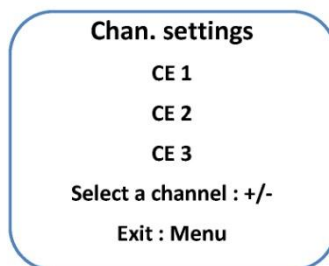 Chan. settings
CE 1
CE 2
CE 3
Select a channel : +/-
Exit : Menu